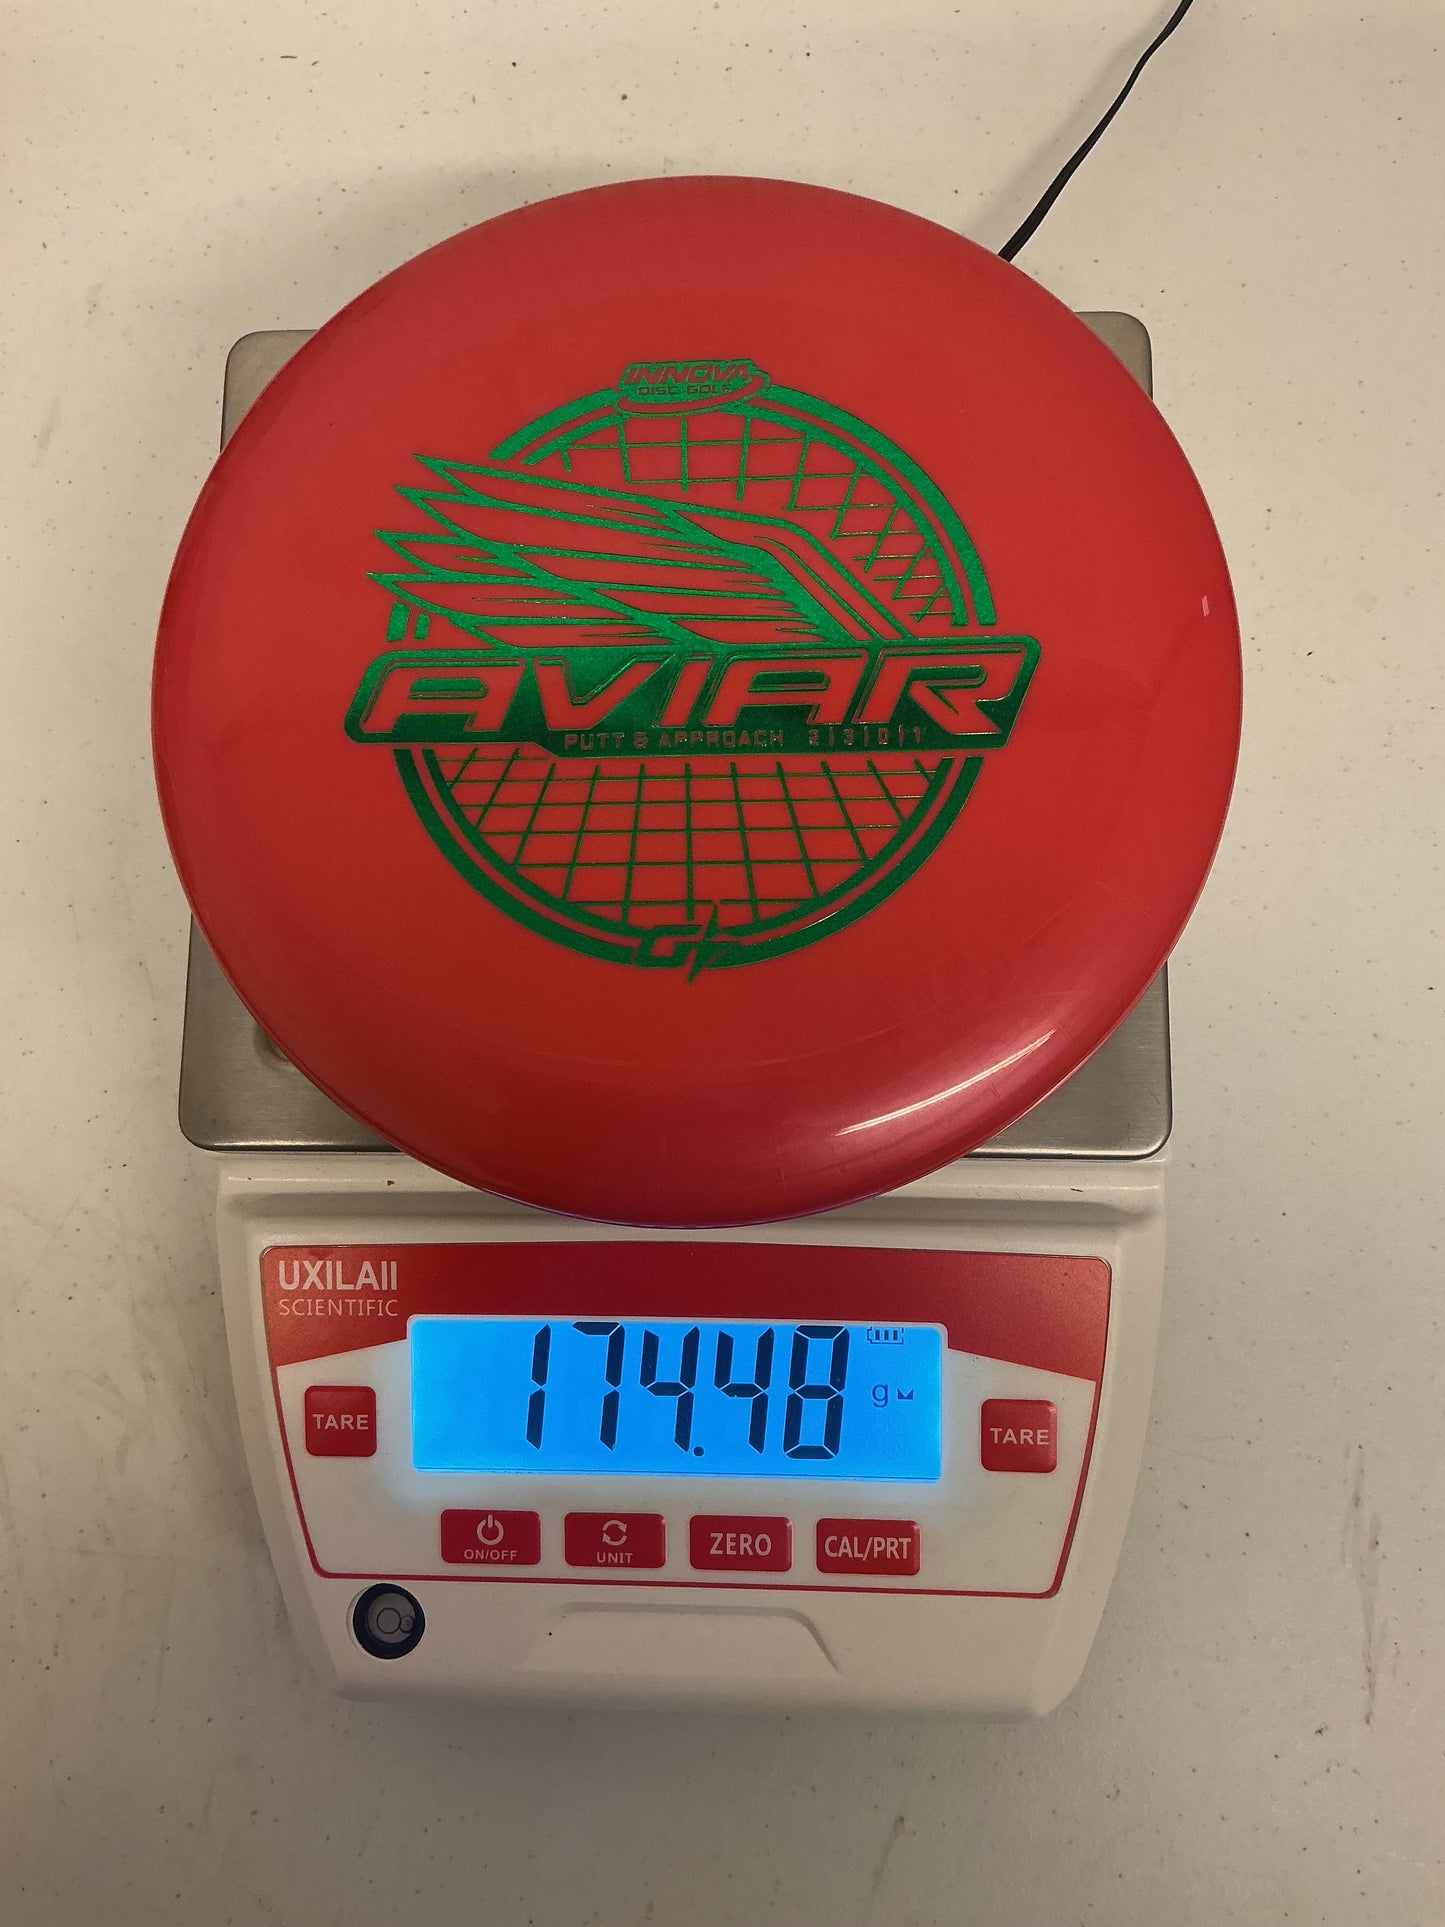 INNOVA
DISC GOLF
AVIAR
PUTT & APPROACH 2|3|0|1
G
UXILAII
SCIENTIFIC
174.48 g
TARE
TARE
ON/OFF
UNIT
ZERO
CAL/PRT